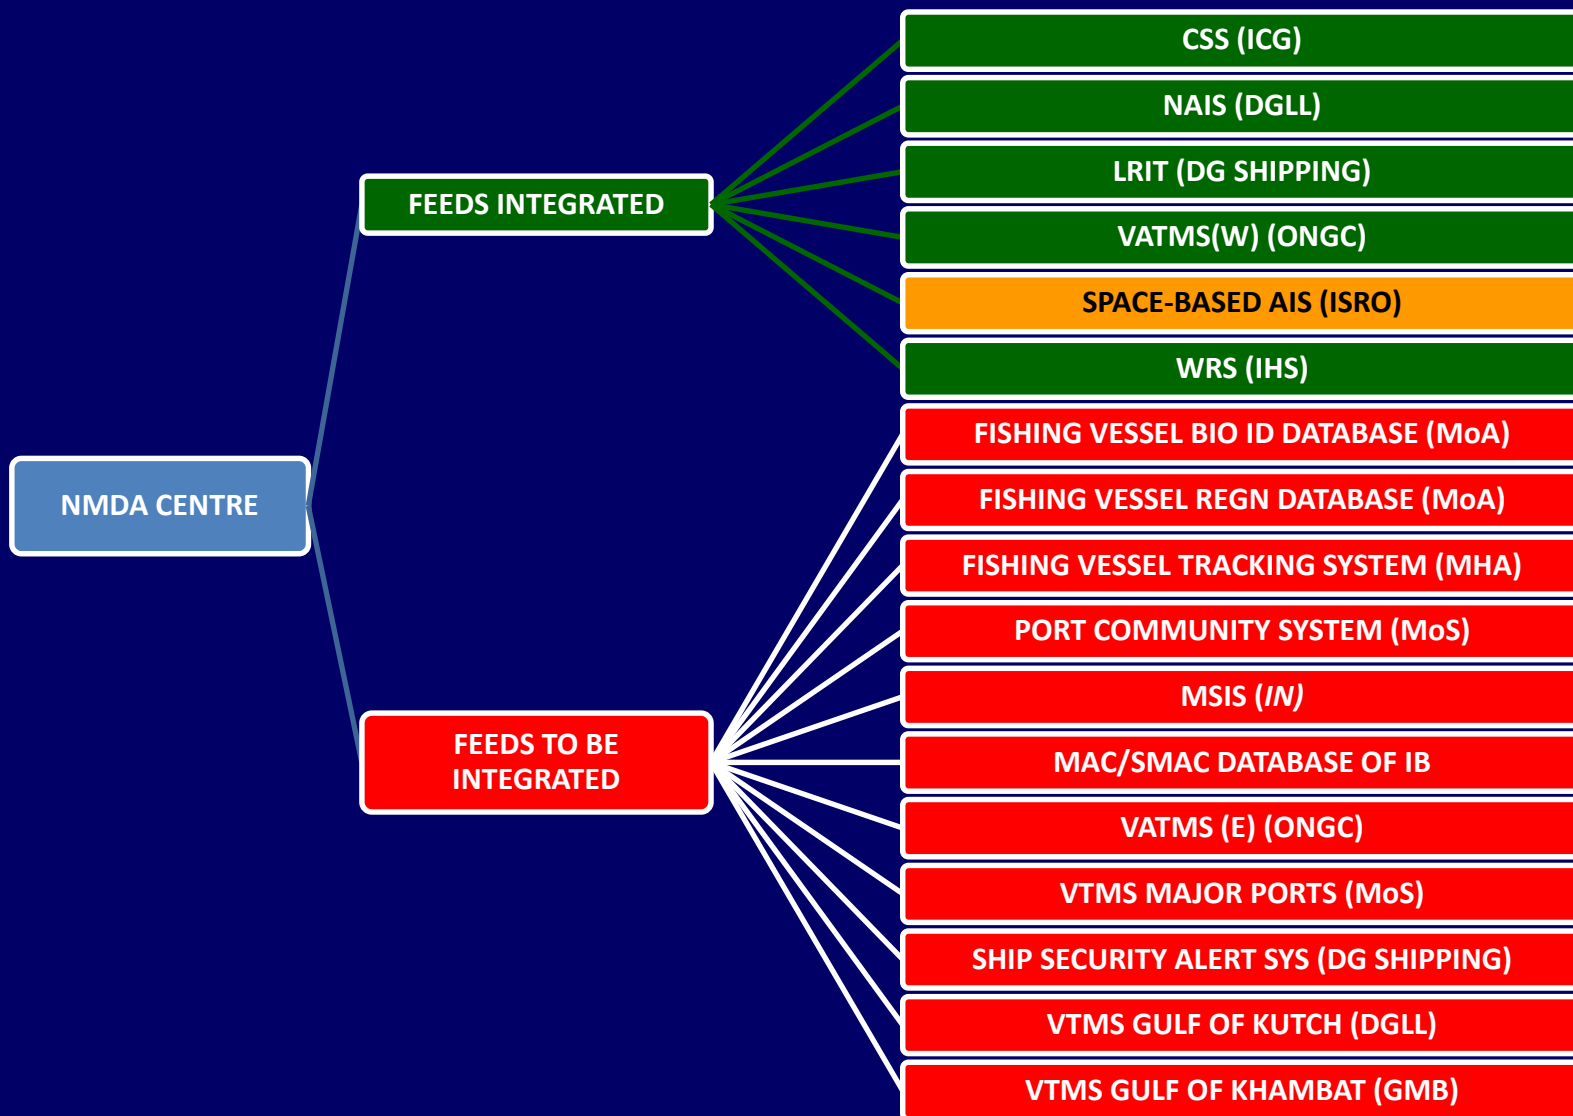 NMDA CENTRE
FEEDS INTEGRATED
CSS (ICG)
NAIS (DGLL)
LRIT (DG SHIPPING)
VATMS(W) (ONGC)
SPACE-BASED AIS (ISRO)
WRS (IHS)
FEEDS TO BE
INTEGRATED
FISHING VESSEL BIO ID DATABASE (MoA)
FISHING VESSEL REGN DATABASE (MoA)
FISHING VESSEL TRACKING SYSTEM (MHA)
PORT COMMUNITY SYSTEM (MoS)
MSIS (IN)
MAC/SMAC DATABASE OF IB
VATMS (E) (ONGC)
VTMS MAJOR PORTS (MoS)
SHIP SECURITY ALERT SYS (DG SHIPPING)
VTMS GULF OF KUTCH (DGLL)
VTMS GULF OF KHAMBAT (GMB)